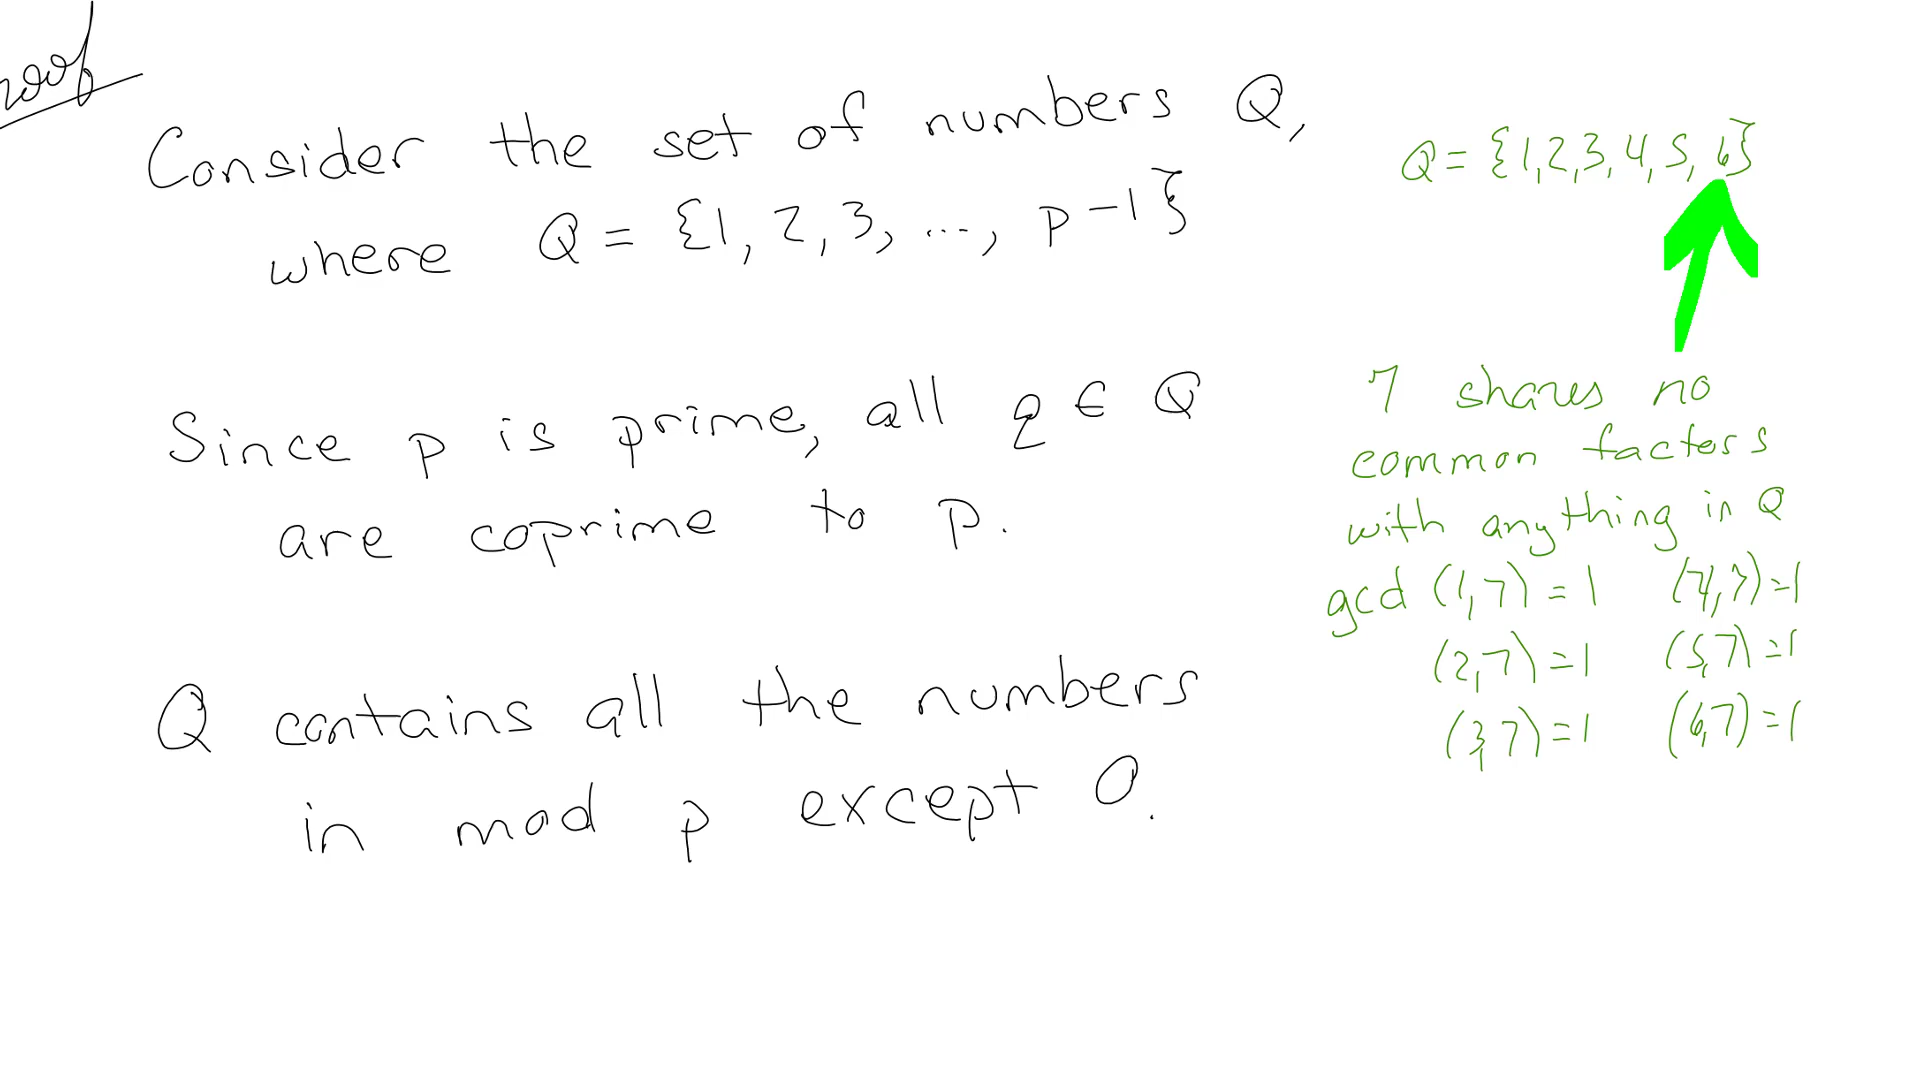 Consider the set of numbers Q,
where Q = {1, 2, 3, ..., p-1}
Since p is prime, all q ∈ Q
are coprime to p.
Q contains all the numbers
in mod p except 0.
Q = {1,2,3,4,5,6}
7 shares no
common factors
with anything in Q
gcd (1,7) = 1 (4,7)=1
(2,7)=1 (5,7)=1
(3,7)=1 (6,7)=1